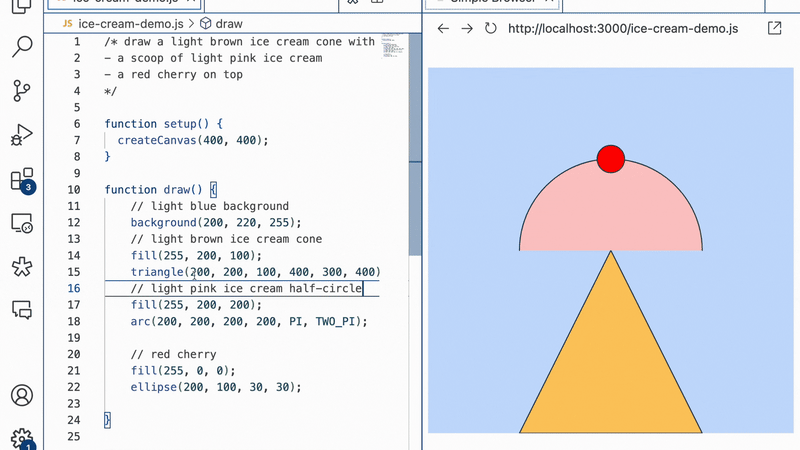 ice-cream-demo.js
Simple Browser
JS ice-cream-demo.js > draw
http://localhost:3000/ice-cream-demo.js
1 /* draw a light brown ice cream cone with
2 - a scoop of light pink ice cream
3 - a red cherry on top
4 */
5
6 function setup() {
7 createCanvas(400, 400);
8 }
9
10 function draw() {
11 // light blue background
12 background(200, 220, 255);
13 // light brown ice cream cone
14 fill(255, 200, 100);
15 triangle(200, 200, 100, 400, 300, 400)
16 // light pink ice cream half-circle
17 fill(255, 200, 200);
18 arc(200, 200, 200, 200, PI, TWO_PI);
19
20 // red cherry
21 fill(255, 0, 0);
22 ellipse(200, 100, 30, 30);
23
24 }
25
3
1